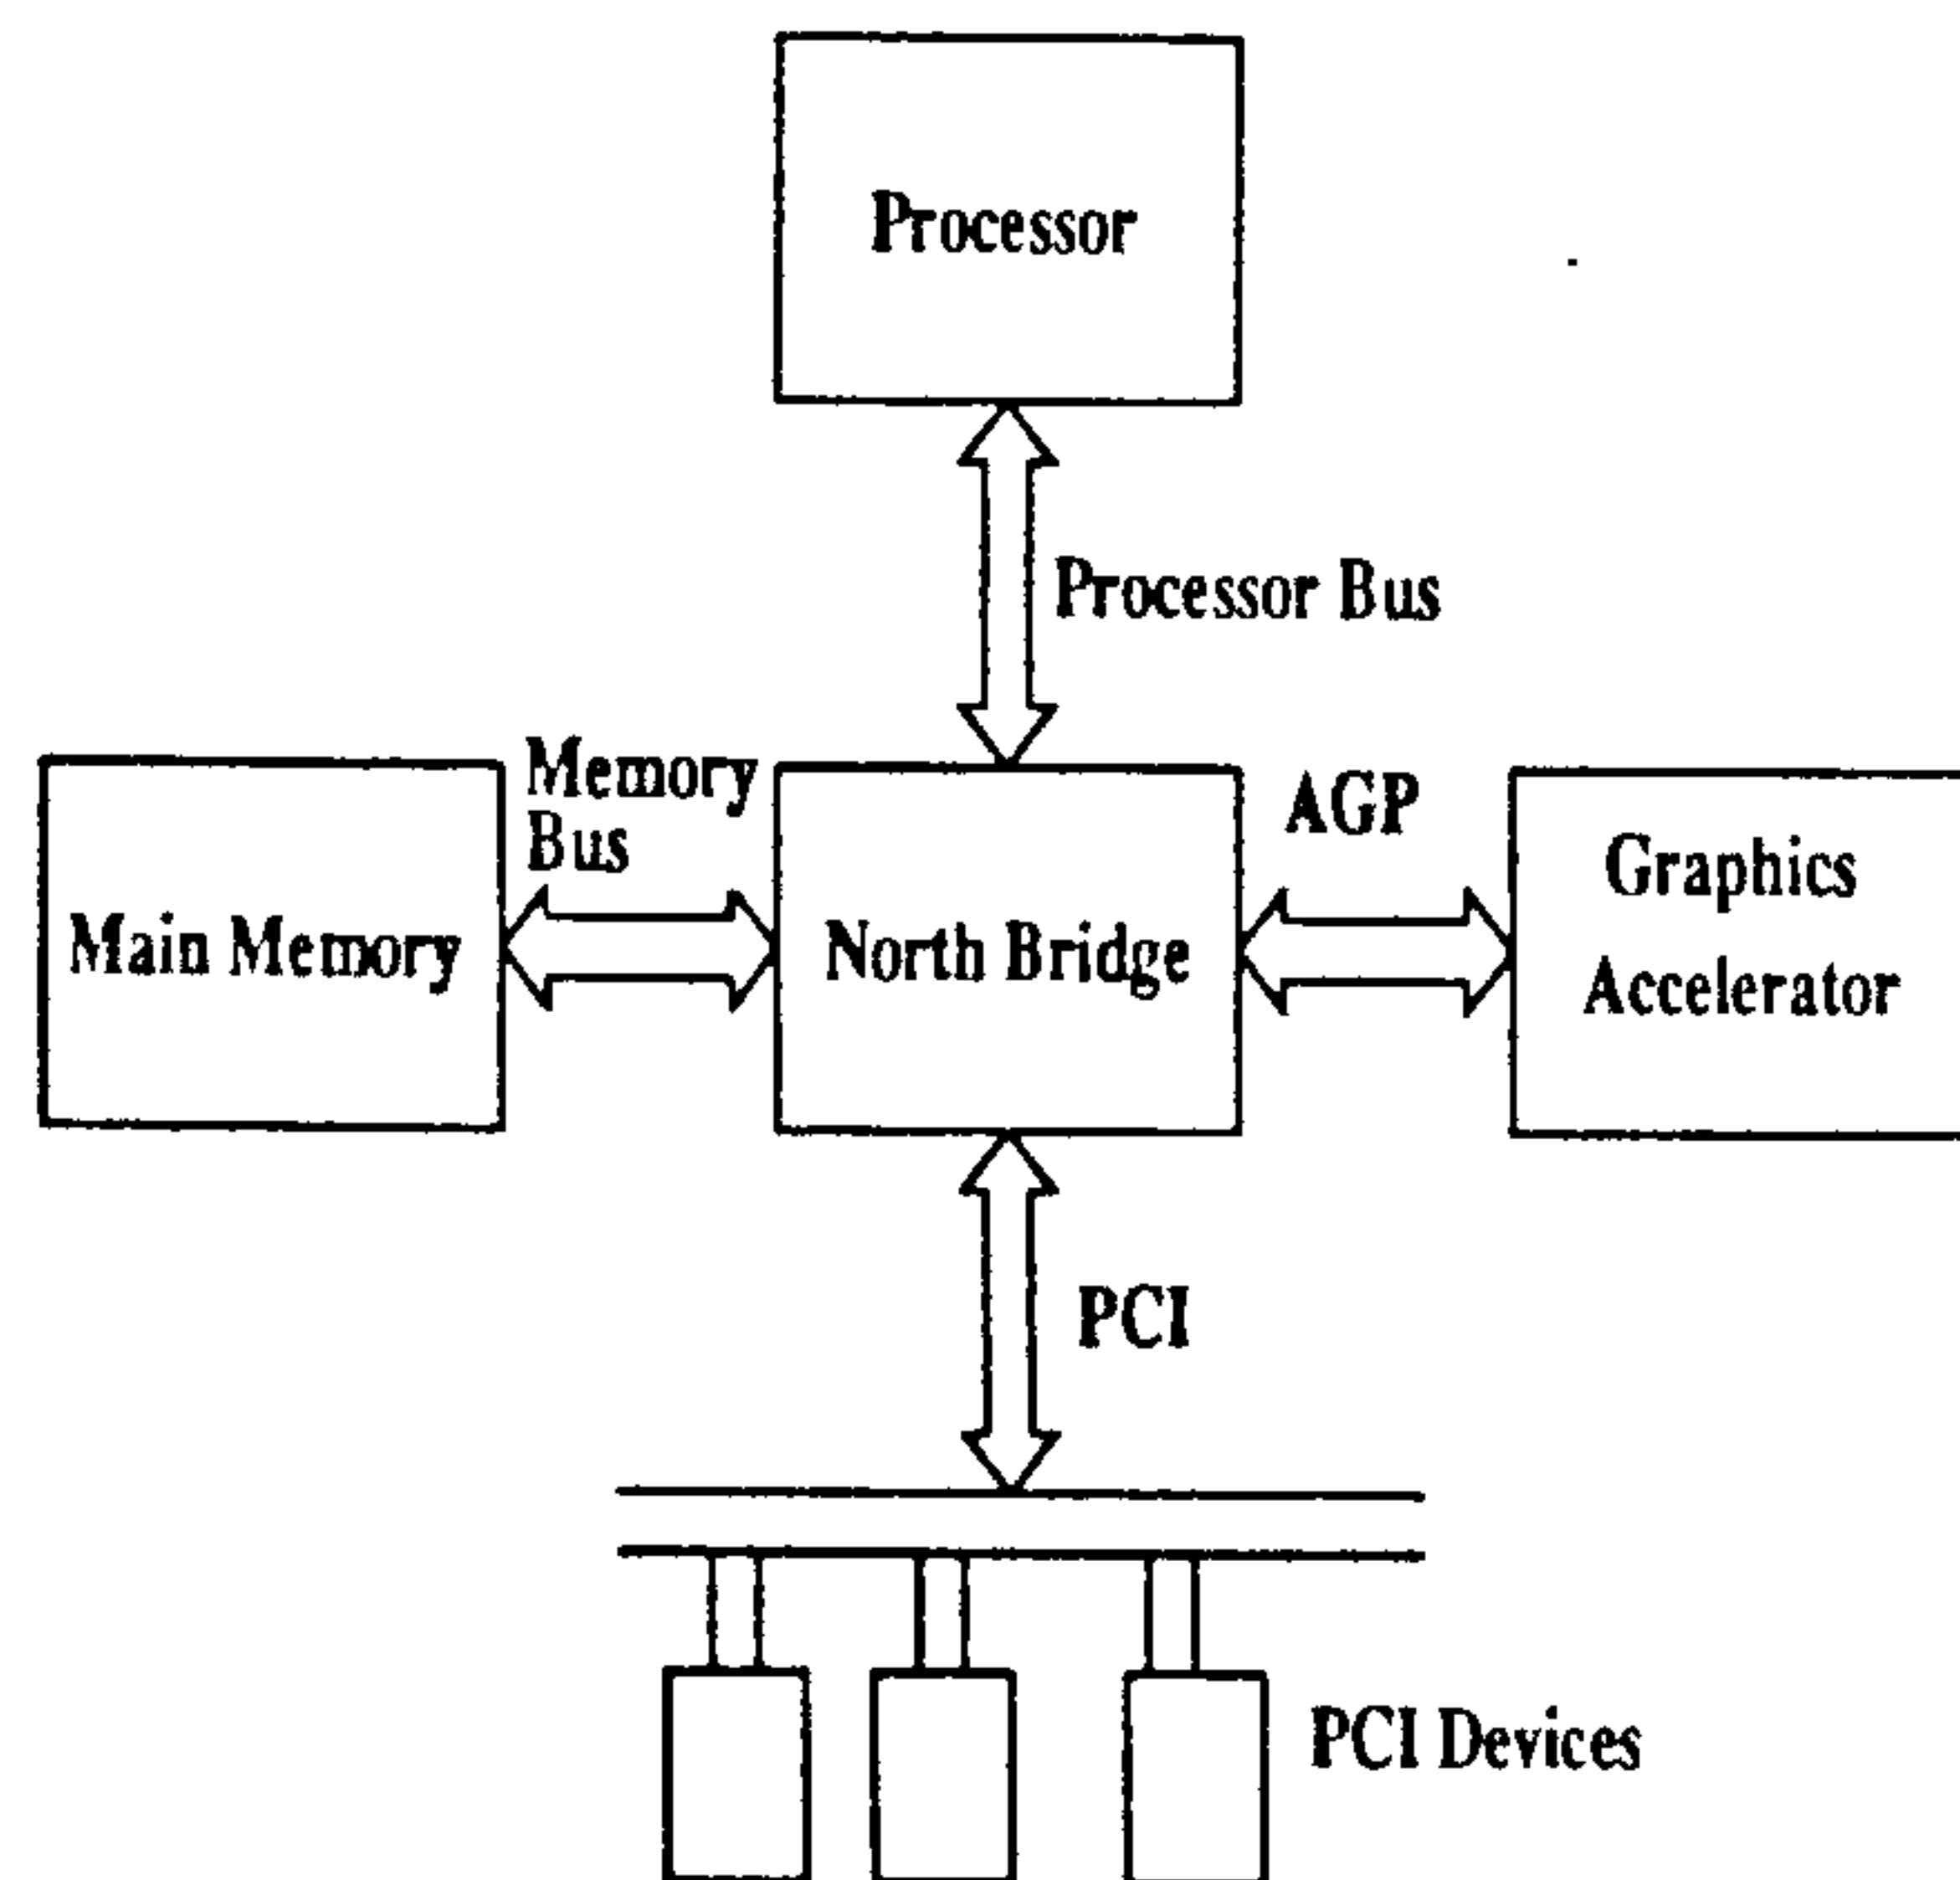 Processor
Processor Bus
Memory
Bus
AGP
Main Memory
North Bridge
Graphics
Accelerator
PCI
PCI Devices